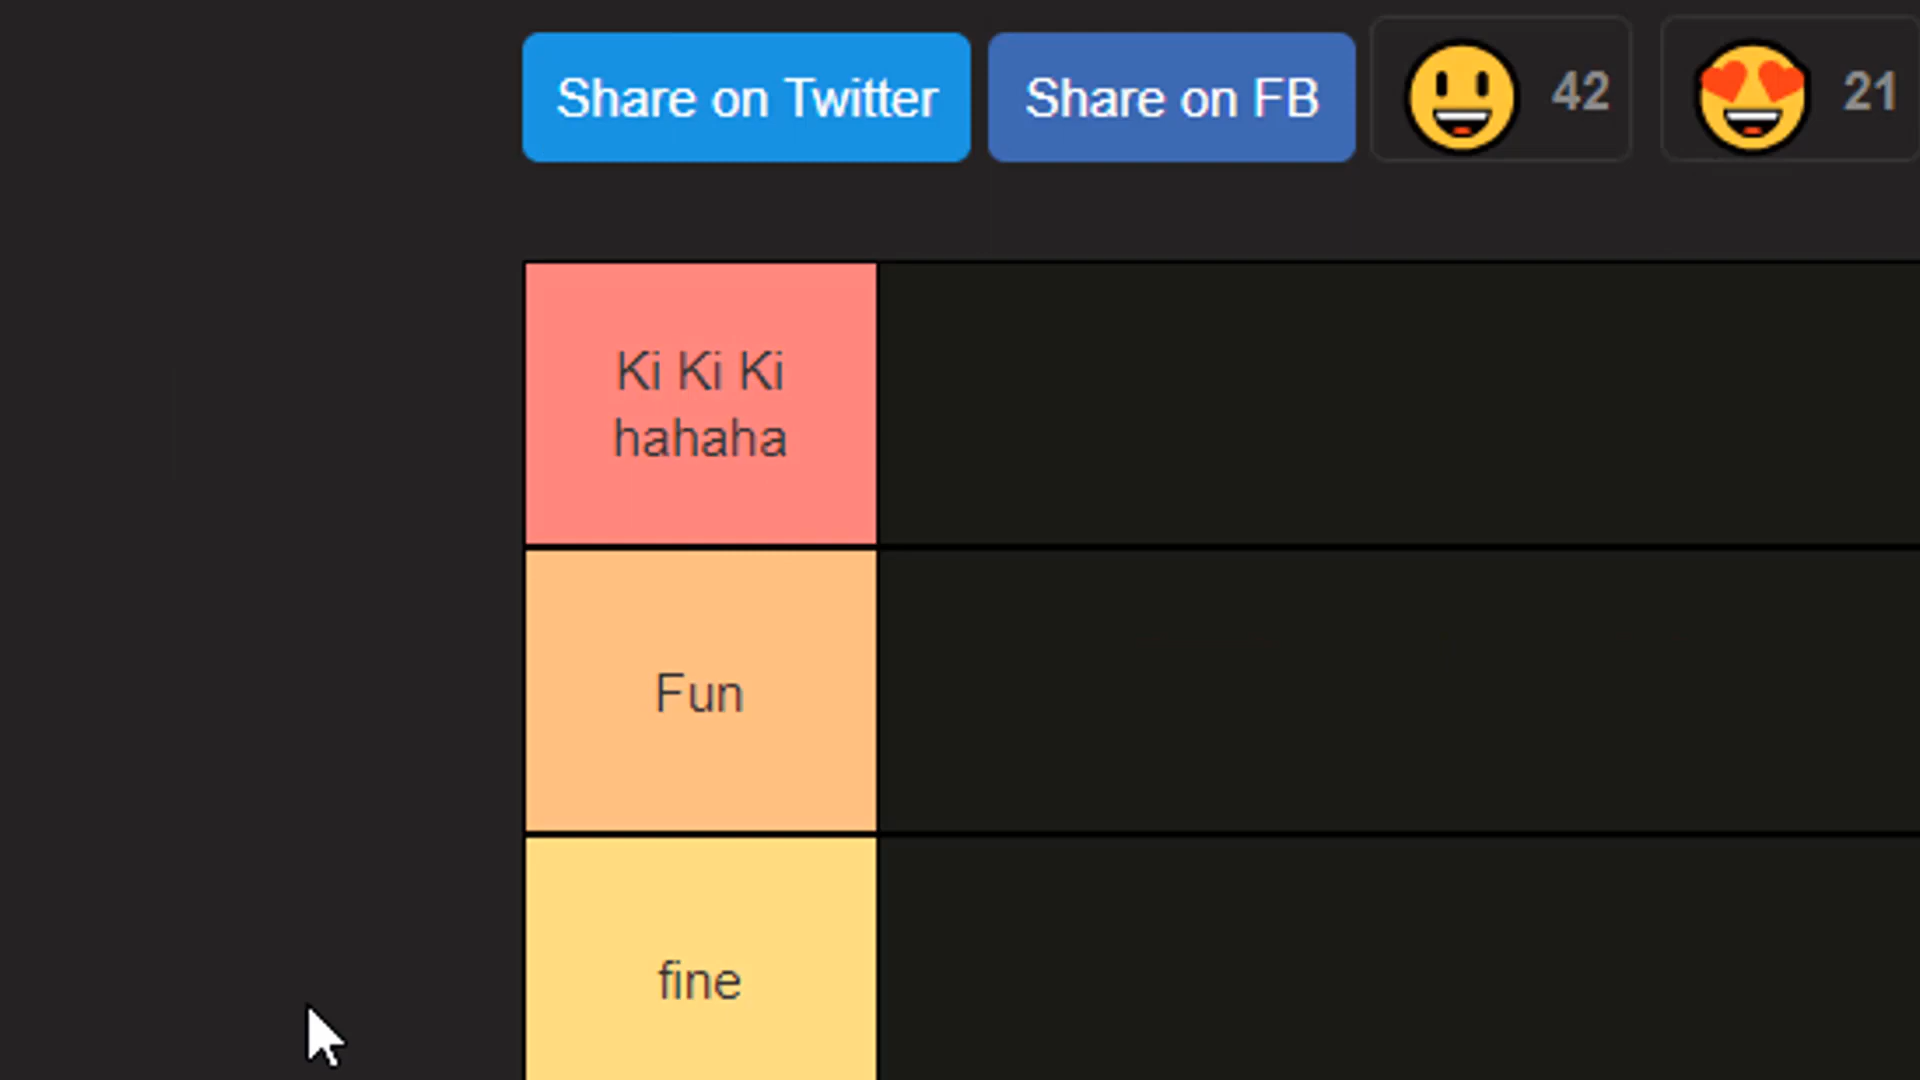 Share on Twitter
Share on FB
42
21
Ki Ki Ki
hahaha
Fun
fine